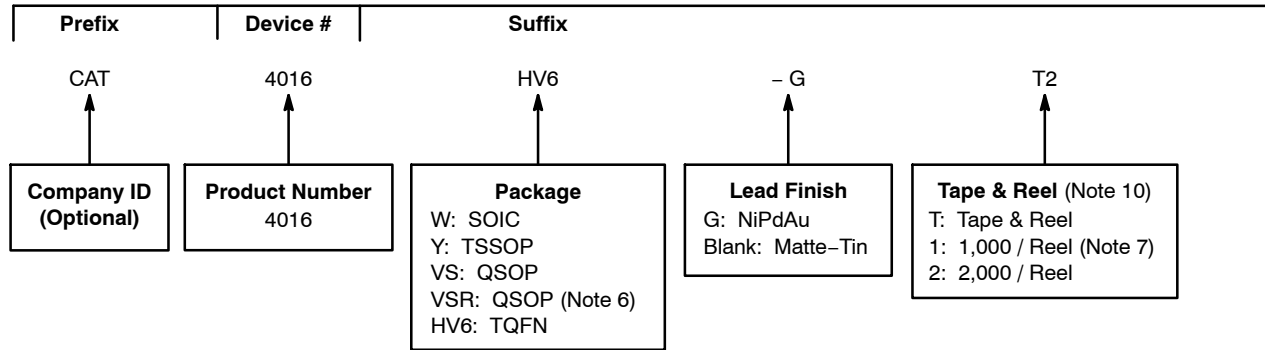 Prefix Device # Suffix
CAT 4016 HV6 – G T2
Company ID
(Optional)
Product Number
4016
Package
W: SOIC
Y: TSSOP
VS: QSOP
VSR: QSOP (Note 6)
HV6: TQFN
Lead Finish
G: NiPdAu
Blank: Matte−Tin
Tape & Reel (Note 10)
T: Tape & Reel
1: 1,000 / Reel (Note 7)
2: 2,000 / Reel